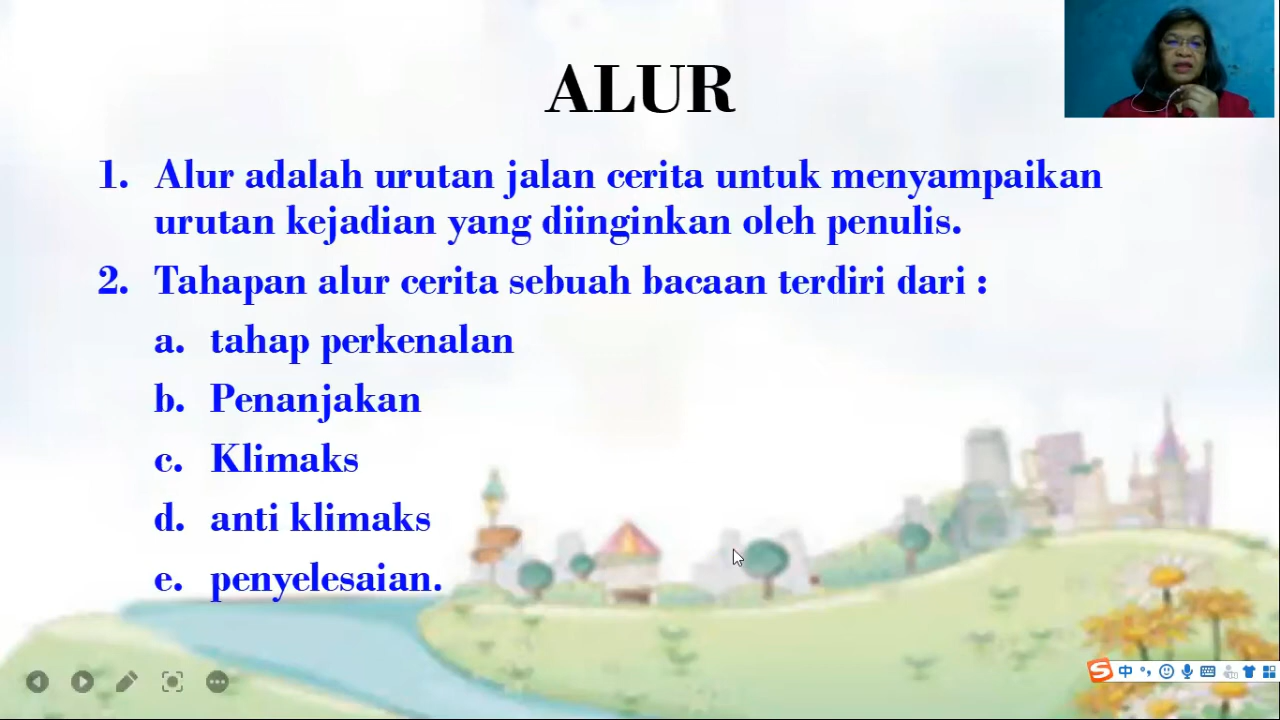 ALUR
1. Alur adalah urutan jalan cerita untuk menyampaikan
urutan kejadian yang diinginkan oleh penulis.
2. Tahapan alur cerita sebuah bacaan terdiri dari :
a. tahap perkenalan
b. Penanjakan
c. Klimaks
d. anti klimaks
e. penyelesaian.
S 中